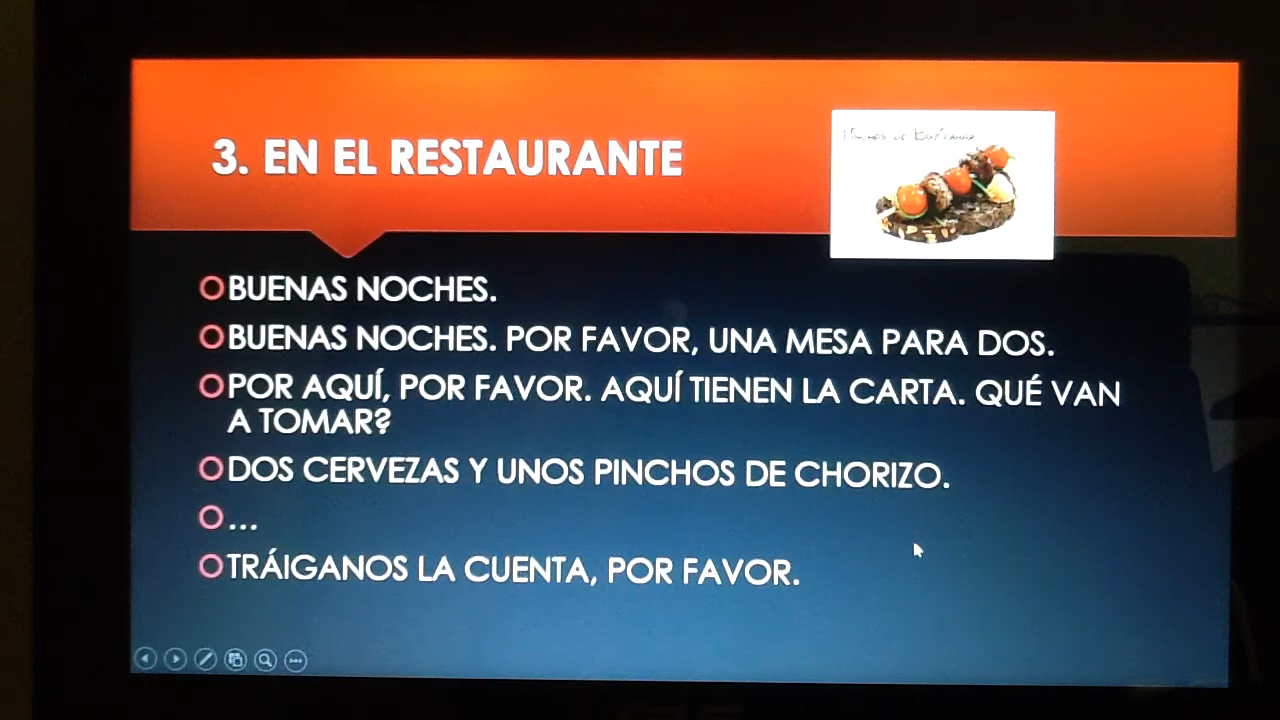 3. EN EL RESTAURANTE
BUENAS NOCHES.
BUENAS NOCHES. POR FAVOR, UNA MESA PARA DOS.
POR AQUÍ, POR FAVOR. AQUÍ TIENEN LA CARTA. QUÉ VAN
A TOMAR?
DOS CERVEZAS Y UNOS PINCHOS DE CHORIZO.
...
TRÁIGANOS LA CUENTA, POR FAVOR.